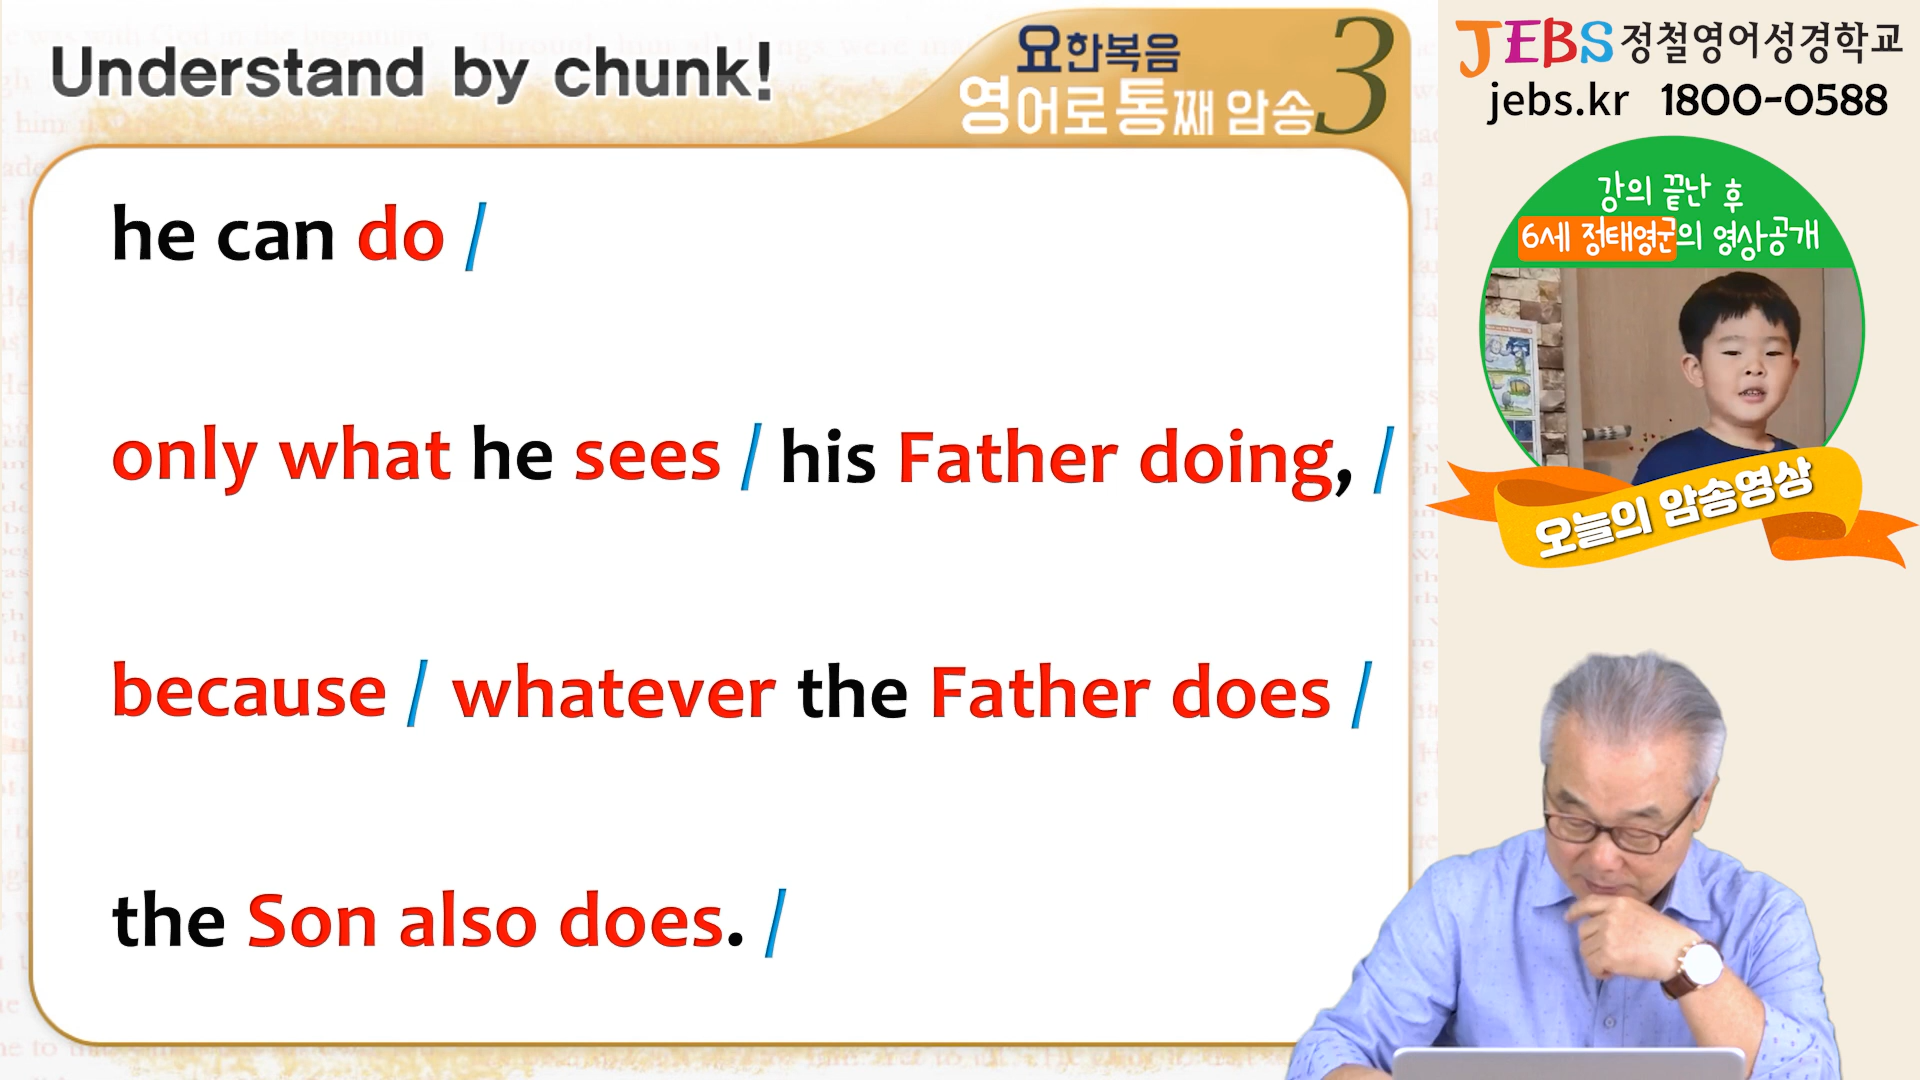 Understand by chunk!
요한복음
영어로 통째 암송 3
he can do /
only what he sees / his Father doing, /
because / whatever the Father does /
the Son also does. /
JEBS 정철영어성경학교
jebs.kr 1800-0588
강의 끝난 후
6세 정태영군의 영상공개
오늘의 암송영상